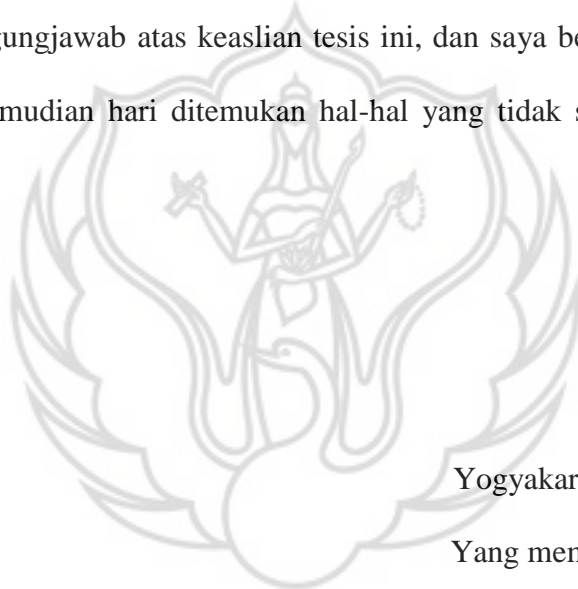 gungjawab atas keaslian tesis ini, dan saya be
mudian hari ditemukan hal-hal yang tidak s
Yogyakar
Yang men